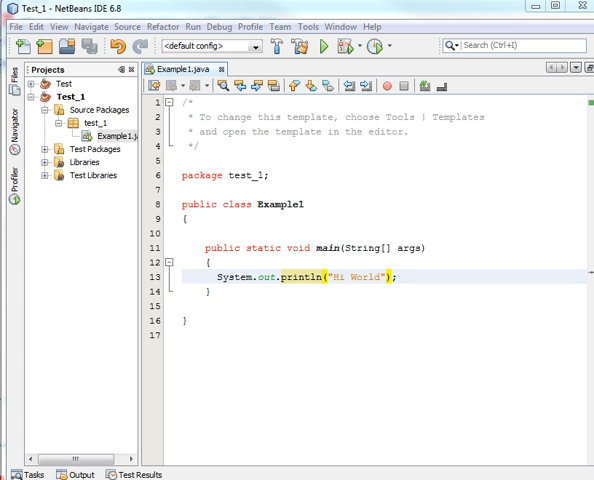 Test_1 - NetBeans IDE 6.8
File Edit View Navigate Source Refactor Run Debug Profile Team Tools Window Help
<default config>
Search (Ctrl+I)
Projects
Example1.java
Files
Navigator
Profiler
Test
Test_1
Source Packages
test_1
Example1.j
Test Packages
Libraries
Test Libraries
1 /*
2 * To change this template, choose Tools | Templates
3 * and open the template in the editor.
4 */
5
6 package test_1;
7
8 public class Example1
9 {
10
11 public static void main(String[] args)
12 {
13 System.out.println("Hi World");
14 }
15
16 }
17
Tasks Output Test Results